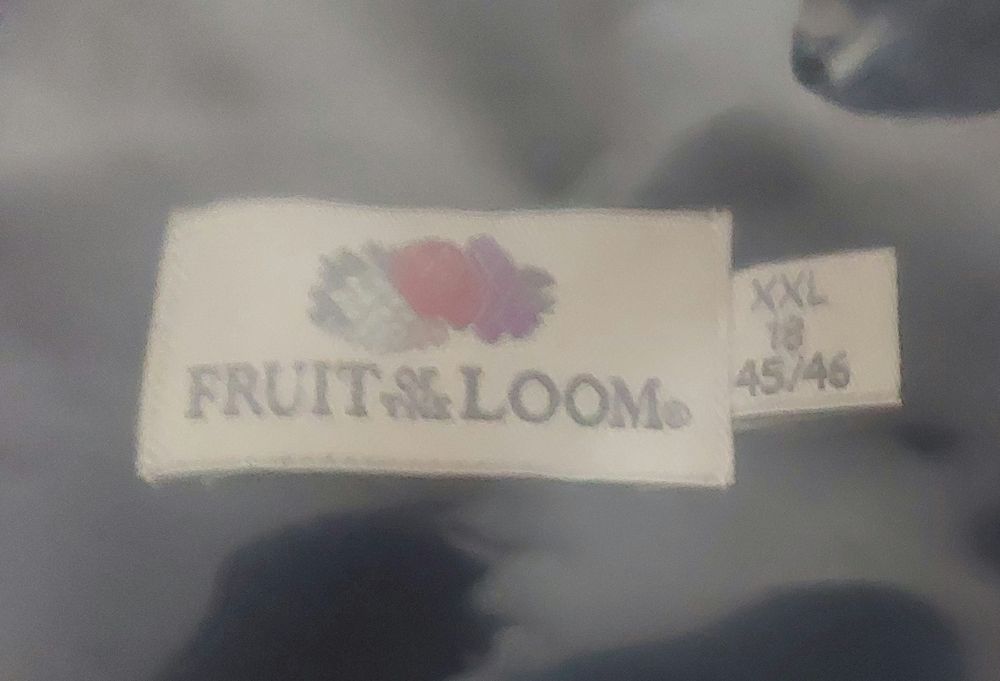 FRUIT OF THE LOOM®
XXL
18
45/46